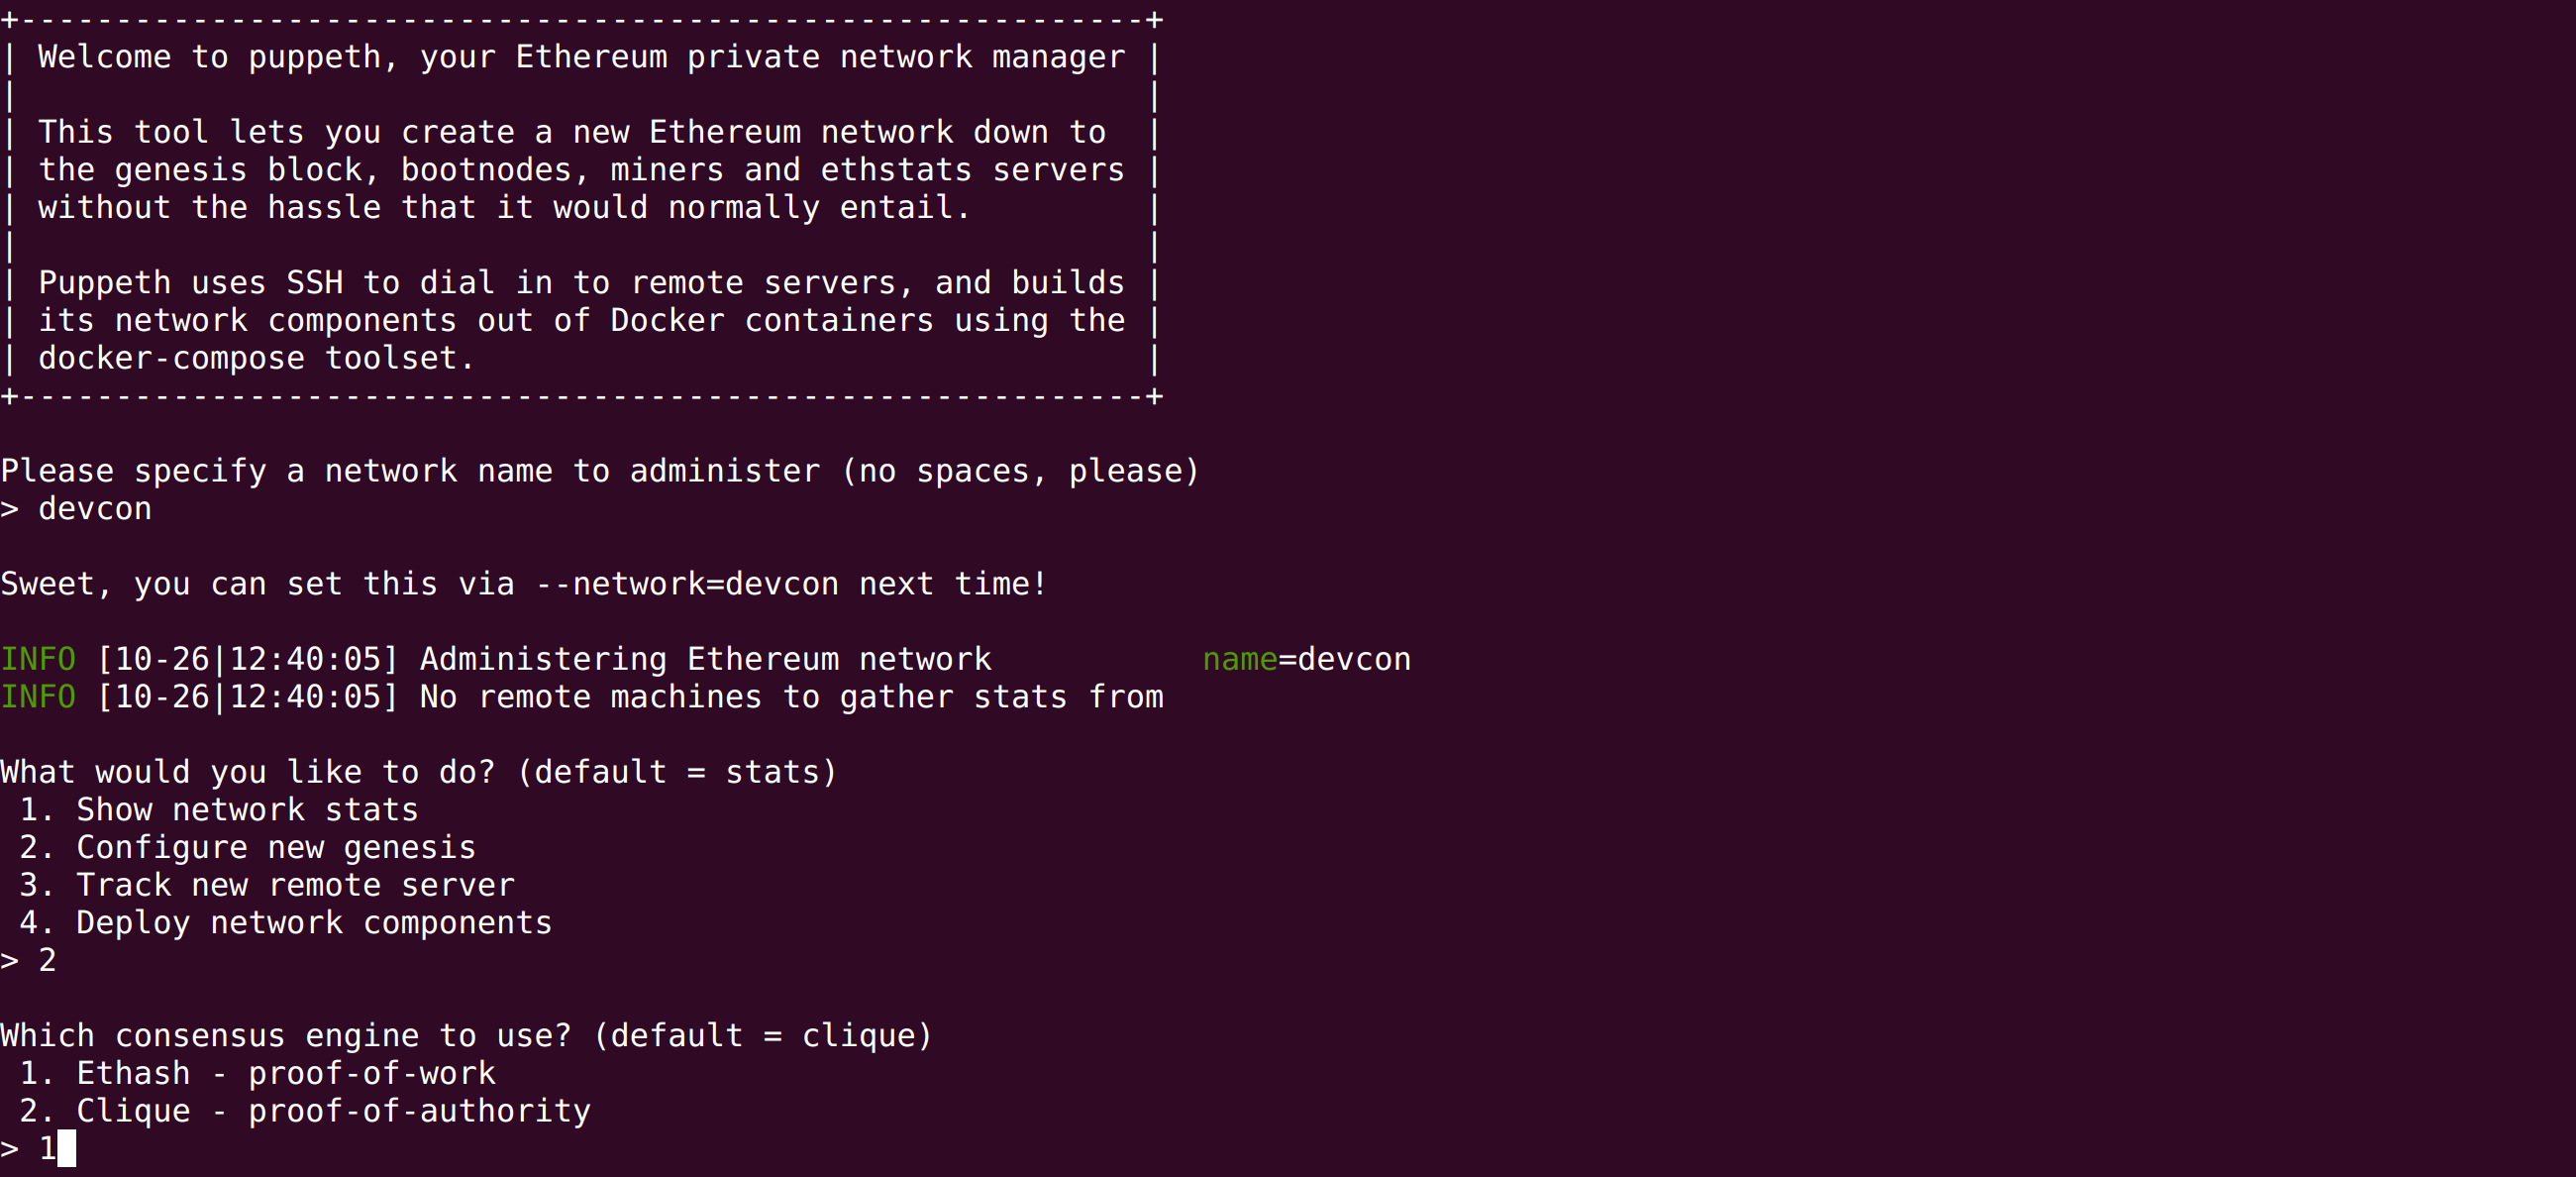 +-----------------------------------------------------------+
| Welcome to puppeth, your Ethereum private network manager |
|                                                           |
| This tool lets you create a new Ethereum network down to  |
| the genesis block, bootnodes, miners and ethstats servers |
| without the hassle that it would normally entail.         |
|                                                           |
| Puppeth uses SSH to dial in to remote servers, and builds |
| its network components out of Docker containers using the |
| docker-compose toolset.                                   |
+-----------------------------------------------------------+
Please specify a network name to administer (no spaces, please)
> devcon
Sweet, you can set this via --network=devcon next time!
INFO [10-26|12:40:05] Administering Ethereum network           name=devcon
INFO [10-26|12:40:05] No remote machines to gather stats from
What would you like to do? (default = stats)
 1. Show network stats
 2. Configure new genesis
 3. Track new remote server
 4. Deploy network components
> 2
Which consensus engine to use? (default = clique)
 1. Ethash - proof-of-work
 2. Clique - proof-of-authority
> 1